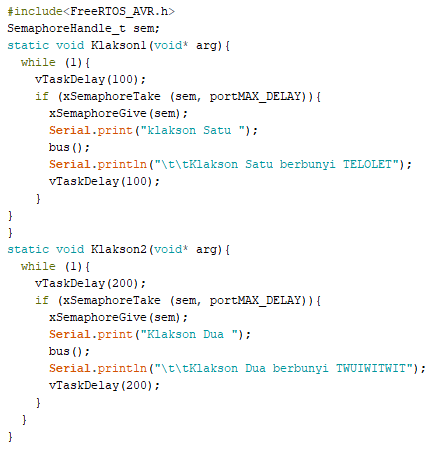 #include<FreeRTOS_AVR.h>
SemaphoreHandle_t sem;
static void Klakson1(void* arg){
  while (1){
    vTaskDelay(100);
    if (xSemaphoreTake (sem, portMAX_DELAY)){
      xSemaphoreGive(sem);
      Serial.print("klakson Satu ");
      bus();
      Serial.println("\t\tKlakson Satu berbunyi TELOLET");
      vTaskDelay(100);
    }
}
}
static void Klakson2(void* arg){
  while (1){
    vTaskDelay(200);
    if (xSemaphoreTake (sem, portMAX_DELAY)){
      xSemaphoreGive(sem);
      Serial.print("Klakson Dua ");
      bus();
      Serial.println("\t\tKlakson Dua berbunyi TWUIWITWIT");
      vTaskDelay(200);
    }
  }
}